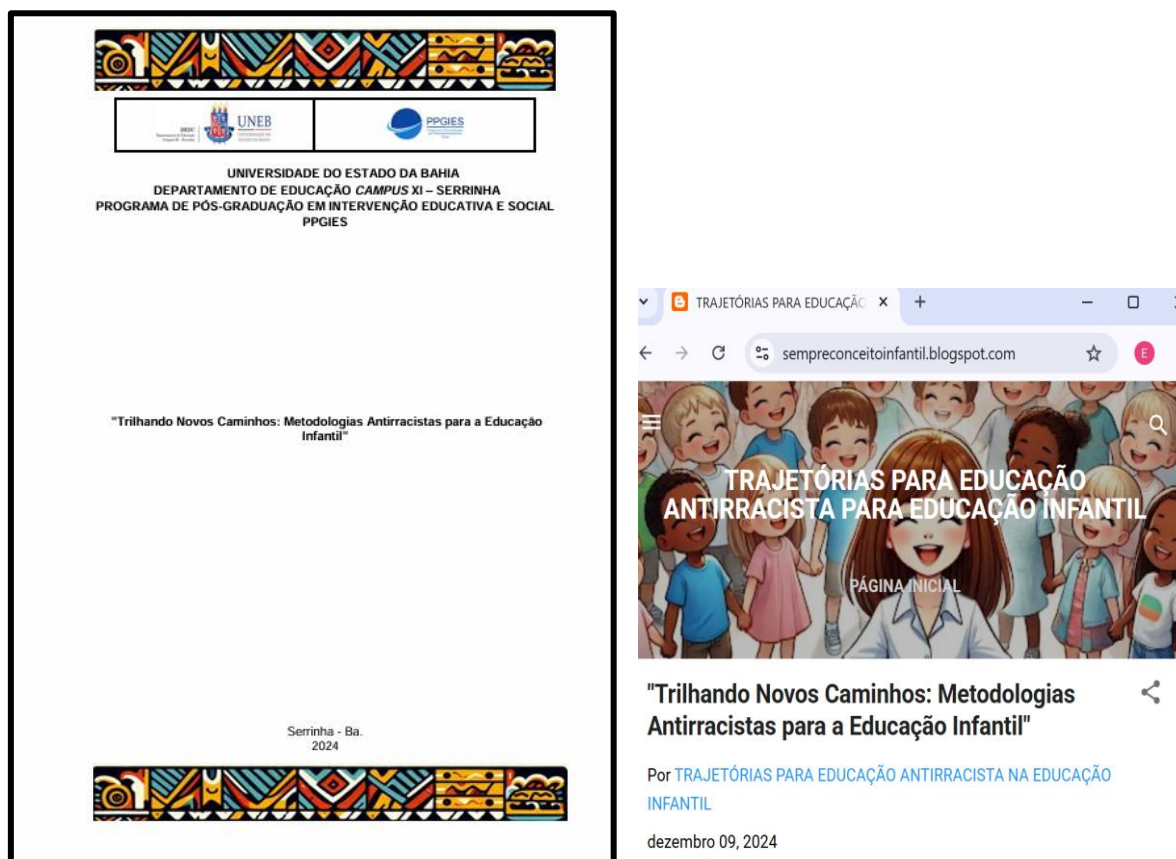 UNEB
PPGIES
UNIVERSIDADE DO ESTADO DA BAHIA
DEPARTAMENTO DE EDUCAÇÃO CAMPUS XI – SERRINHA
PROGRAMA DE PÓS-GRADUAÇÃO EM INTERVENÇÃO EDUCATIVA E SOCIAL
PPGIES
"Trilhando Novos Caminhos: Metodologias Antirracistas para a Educação
Infantil"
Serrinha - Ba.
2024
TRAJETÓRIAS PARA EDUCAÇÃO
sempreconceitoinfantil.blogspot.com
E
TRAJETÓRIAS PARA EDUCAÇÃO
ANTIRRACISTA PARA EDUCAÇÃO INFANTIL
PÁGINA INICIAL
"Trilhando Novos Caminhos: Metodologias
Antirracistas para a Educação Infantil"
Por TRAJETÓRIAS PARA EDUCAÇÃO ANTIRRACISTA NA EDUCAÇÃO
INFANTIL
dezembro 09, 2024